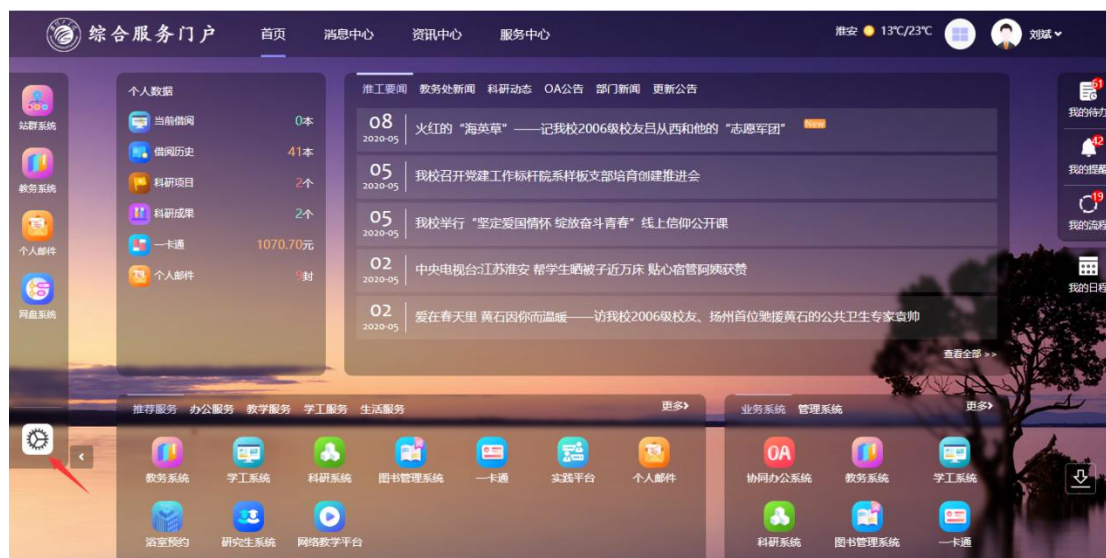 综合服务门户
首页
消息中心
资讯中心
服务中心
淮安
13℃/23℃
刘斌
站群系统
教务系统
个人邮件
网盘系统
个人数据
当前借阅 0本
借阅历史 41本
科研项目 2个
科研成果 2个
一卡通 1070.70元
个人邮件 9封
淮工要闻 教务处新闻 科研动态 OA公告 部门新闻 更新公告
08
2020-05
火红的“海英草”——记我校2006级校友吕从西和他的“志愿军团” New
05
2020-05
我校召开党建工作标杆院系样板支部培育创建推进会
05
2020-05
我校举行“坚定爱国情怀 绽放奋斗青春”线上信仰公开课
02
2020-05
中央电视台:江苏淮安 帮学生晒被子近万床 贴心宿管阿姨获赞
02
2020-05
爱在春天里 黄石因你而温暖——访我校2006级校友、扬州首位驰援黄石的公共卫生专家袁帅
查看全部 >>
61
我的待办
42
我的提醒
19
我的流程
我的日程
推荐服务 办公服务 教学服务 学工服务 生活服务 更多
教务系统 学工系统 科研系统 图书管理系统 一卡通 实践平台 个人邮件
浴室预约 研究生系统 网络教学平台
业务系统 管理系统 更多
OA
协同办公系统 教务系统 学工系统
科研系统 图书管理系统 一卡通